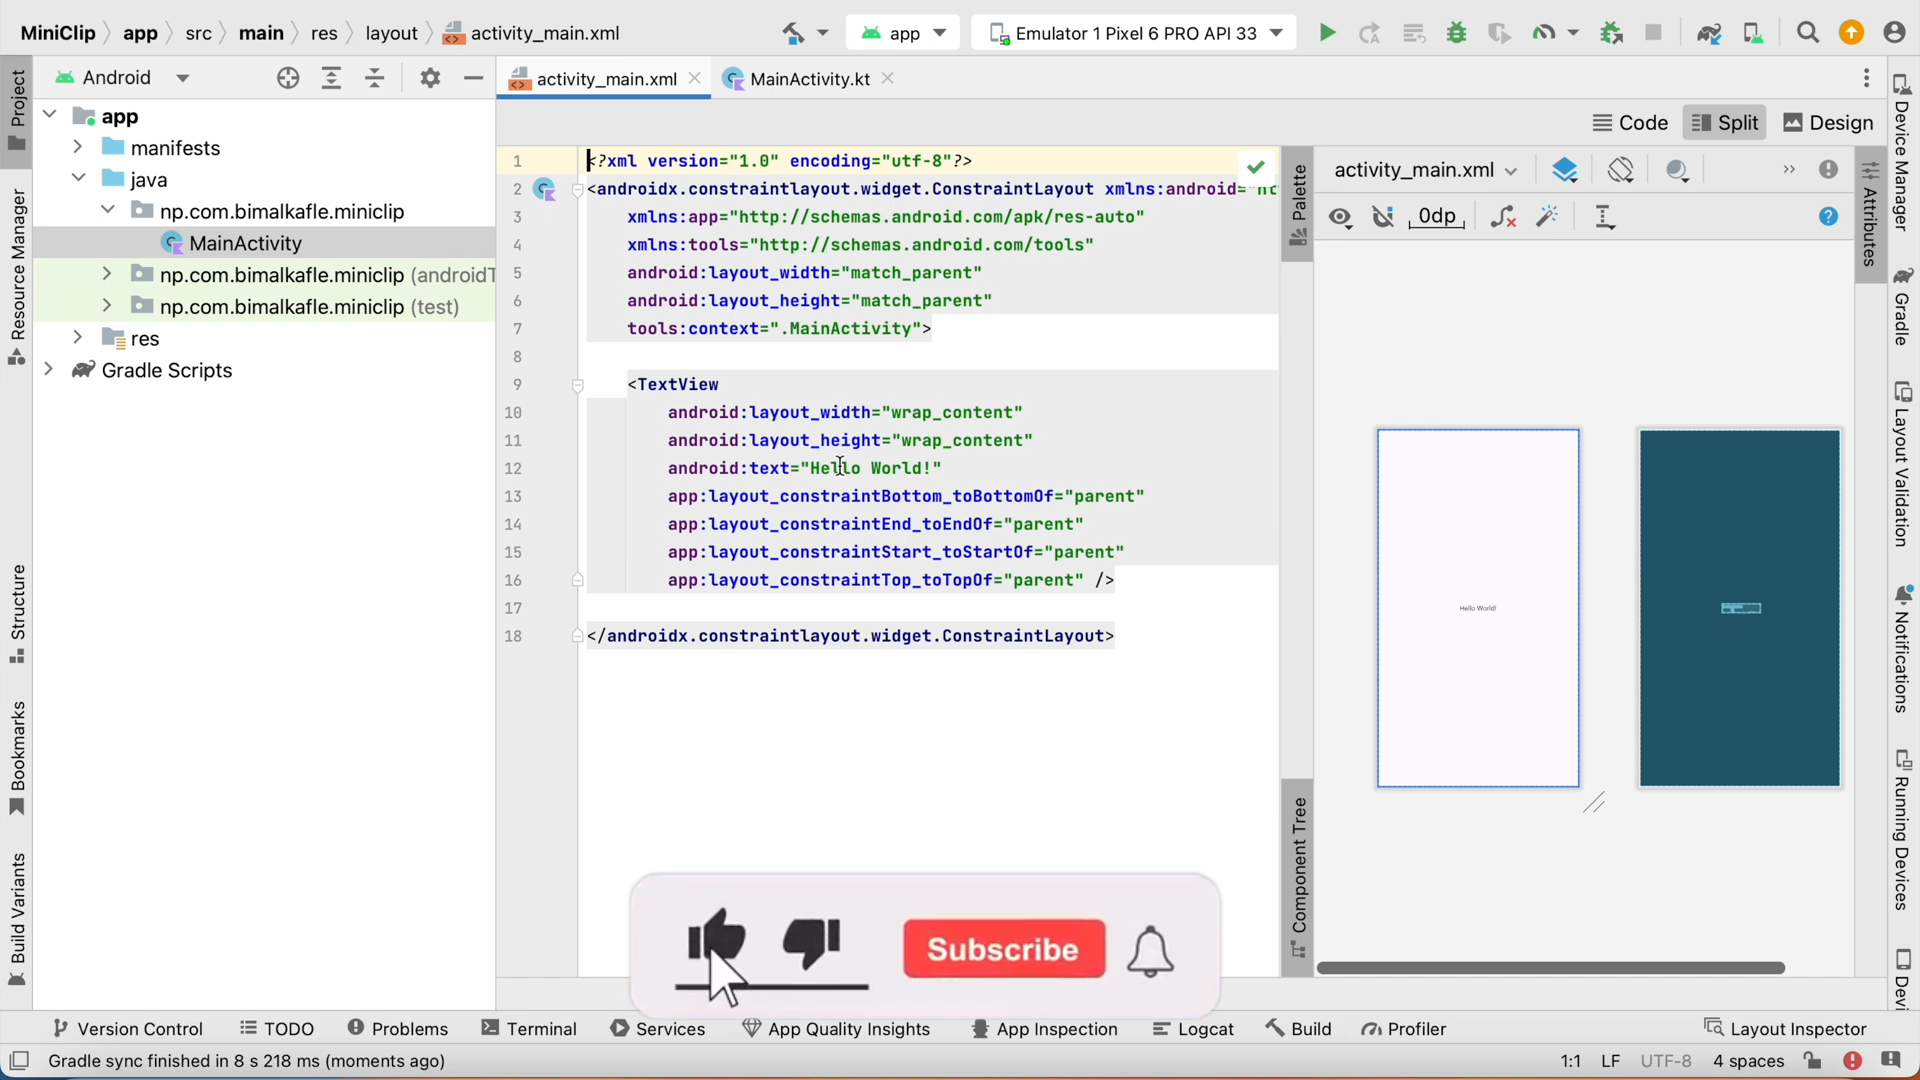 MiniClip app src main res layout activity_main.xml
app
Emulator 1 Pixel 6 PRO API 33
Project
Resource Manager
Structure
Bookmarks
Build Variants
Android
app
manifests
java
np.com.bimalkafle.miniclip
MainActivity
np.com.bimalkafle.miniclip (androidT
np.com.bimalkafle.miniclip (test)
res
Gradle Scripts
activity_main.xml
MainActivity.kt
Code
Split
Design
1 <?xml version="1.0" encoding="utf-8"?>
2 <androidx.constraintlayout.widget.ConstraintLayout xmlns:android="ht
3 xmlns:app="http://schemas.android.com/apk/res-auto"
4 xmlns:tools="http://schemas.android.com/tools"
5 android:layout_width="match_parent"
6 android:layout_height="match_parent"
7 tools:context=".MainActivity">
8
9 <TextView
10 android:layout_width="wrap_content"
11 android:layout_height="wrap_content"
12 android:text="Hello World!"
13 app:layout_constraintBottom_toBottomOf="parent"
14 app:layout_constraintEnd_toEndOf="parent"
15 app:layout_constraintStart_toStartOf="parent"
16 app:layout_constraintTop_toTopOf="parent" />
17
18 </androidx.constraintlayout.widget.ConstraintLayout>
Palette
Component Tree
activity_main.xml
0dp
Hello World!
Attributes
Device Manager
Gradle
Layout Validation
Notifications
Running Devices
Devi
Subscribe
Version Control
TODO
Problems
Terminal
Services
App Quality Insights
App Inspection
Logcat
Build
Profiler
Layout Inspector
Gradle sync finished in 8 s 218 ms (moments ago)
1:1 LF UTF-8 4 spaces